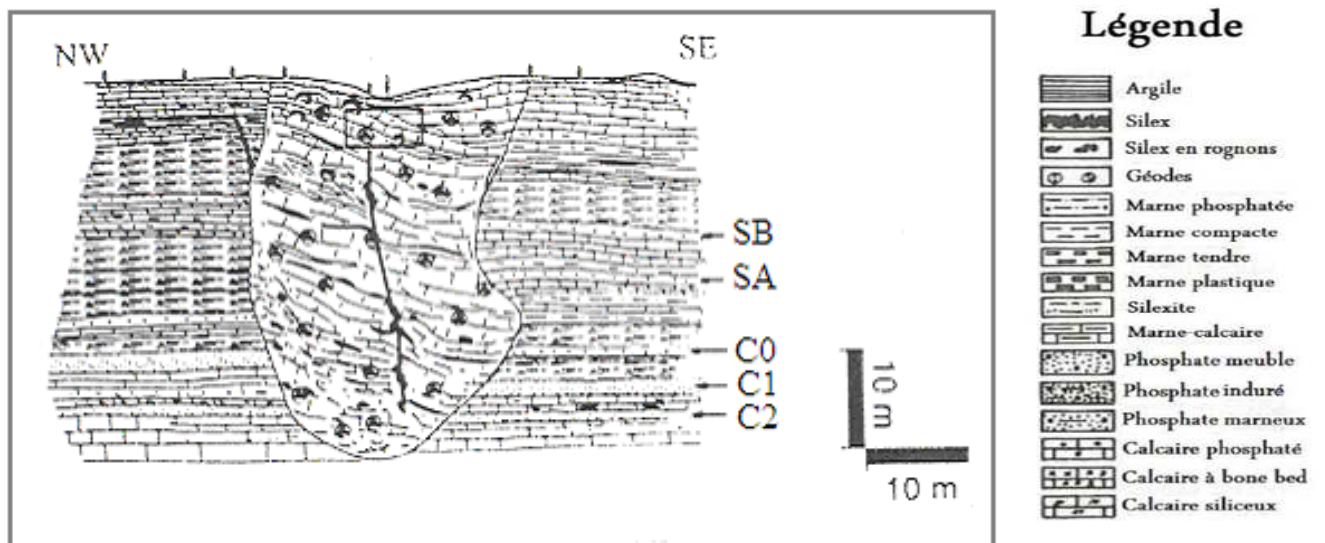 NW
SE
SB
SA
C0
C1
C2
10 m
10 m
Légende
Argile
Silex
Silex en rognons
Géodes
Marne phosphatée
Marne compacte
Marne tendre
Marne plastique
Silexite
Marne-calcaire
Phosphate meuble
Phosphate induré
Phosphate marneux
Calcaire phosphaté
Calcaire à bone bed
Calcaire siliceux